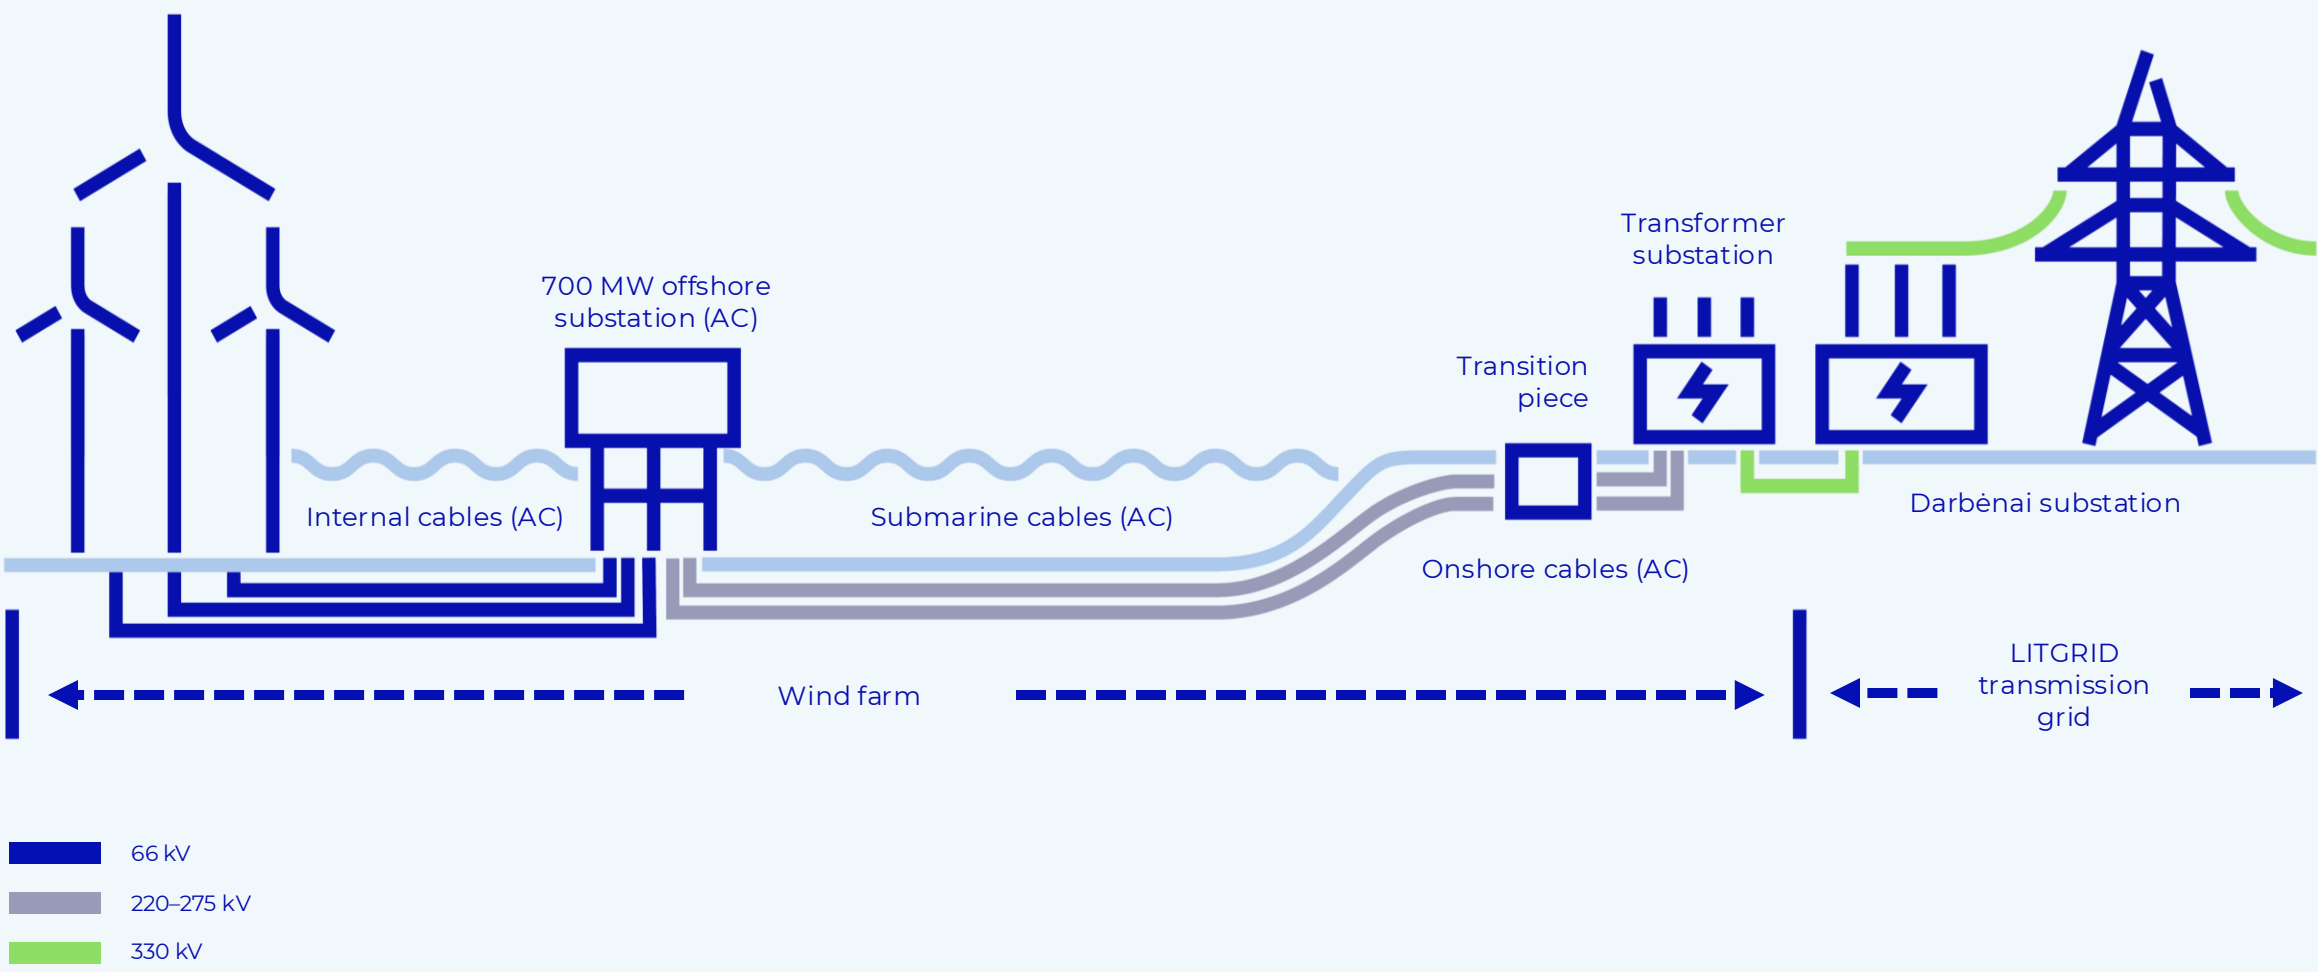 700 MW offshore
substation (AC)
Transformer
substation
Transition
piece
Internal cables (AC)
Submarine cables (AC)
Onshore cables (AC)
Darbėnai substation
Wind farm
LITGRID
transmission
grid
66 kV
220–275 kV
330 kV